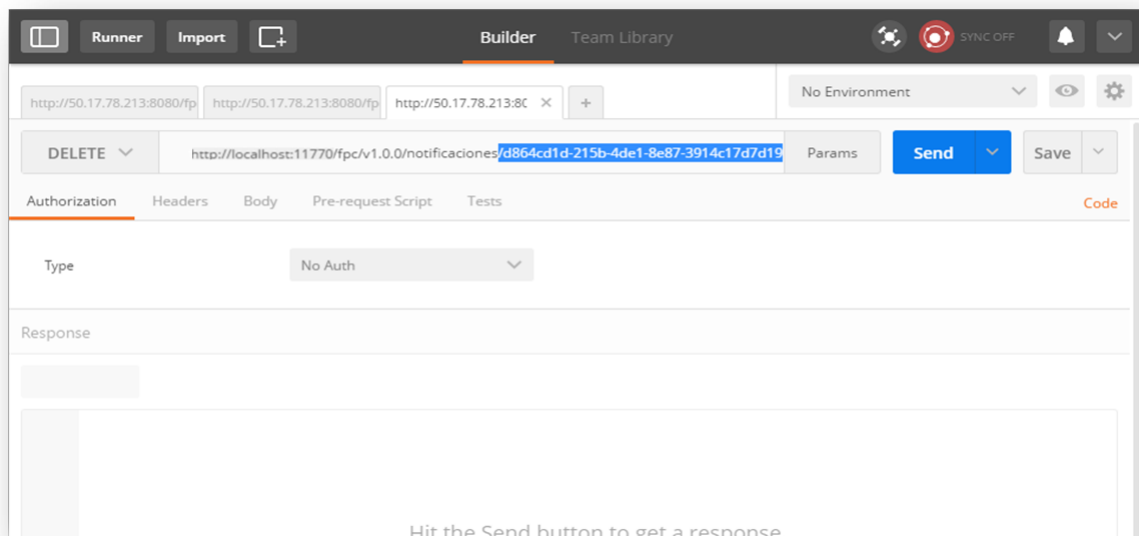 Runner Import Builder Team Library SYNC OFF
http://50.17.78.213:8080/fp http://50.17.78.213:8080/fp http://50.17.78.213:80 × + No Environment
DELETE http://localhost:11770/fpc/v1.0.0/notificaciones/d864cd1d-215b-4de1-8e87-3914c17d7d19 Params Send Save
Authorization Headers Body Pre-request Script Tests Code
Type No Auth
Response
Hit the Send button to get a response